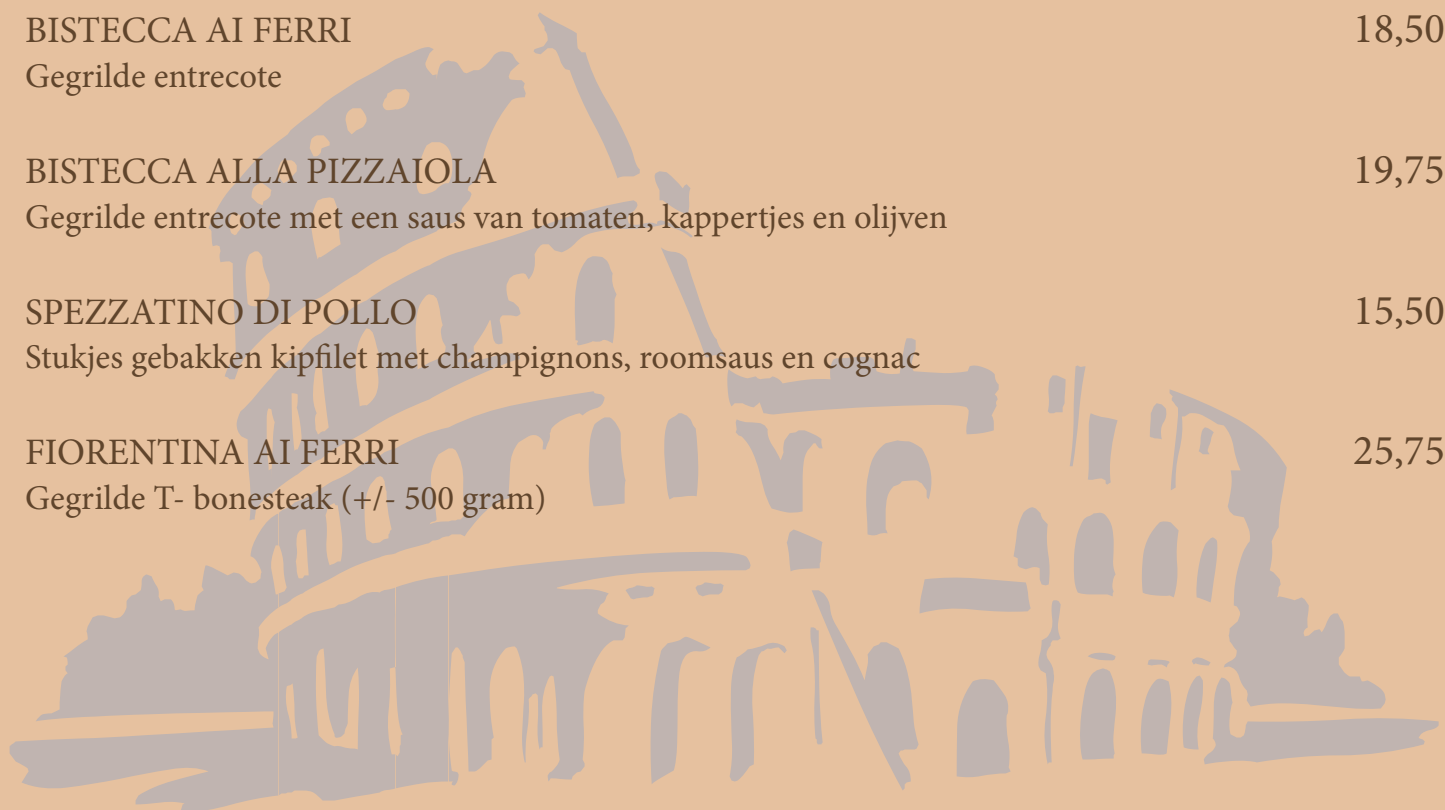 BISTECCA AI FERRI 18,50
Gegrilde entrecote
BISTECCA ALLA PIZZAIOLA 19,75
Gegrilde entrecote met een saus van tomaten, kappertjes en olijven
SPEZZATINO DI POLLO 15,50
Stukjes gebakken kipfilet met champignons, roomsaus en cognac
FIORENTINA AI FERRI 25,75
Gegrilde T- bonesteak (+/- 500 gram)